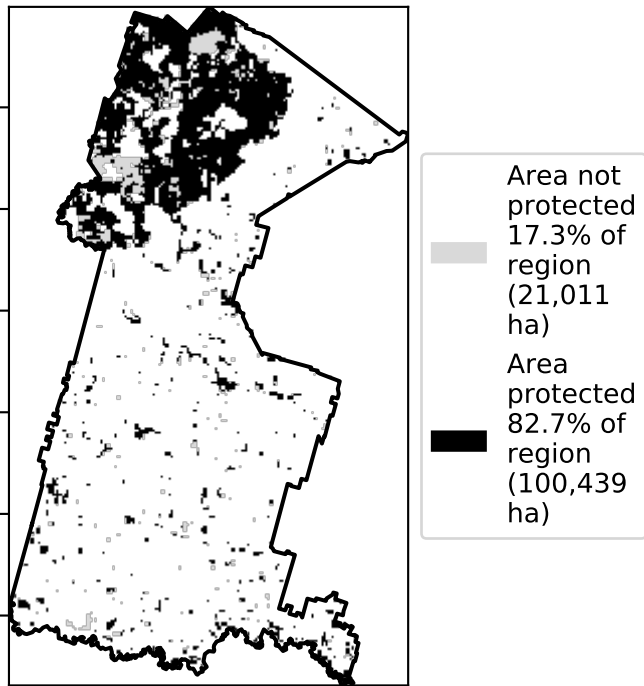 Area not
protected
17.3% of
region
(21,011
ha)
Area
protected
82.7% of
region
(100,439
ha)